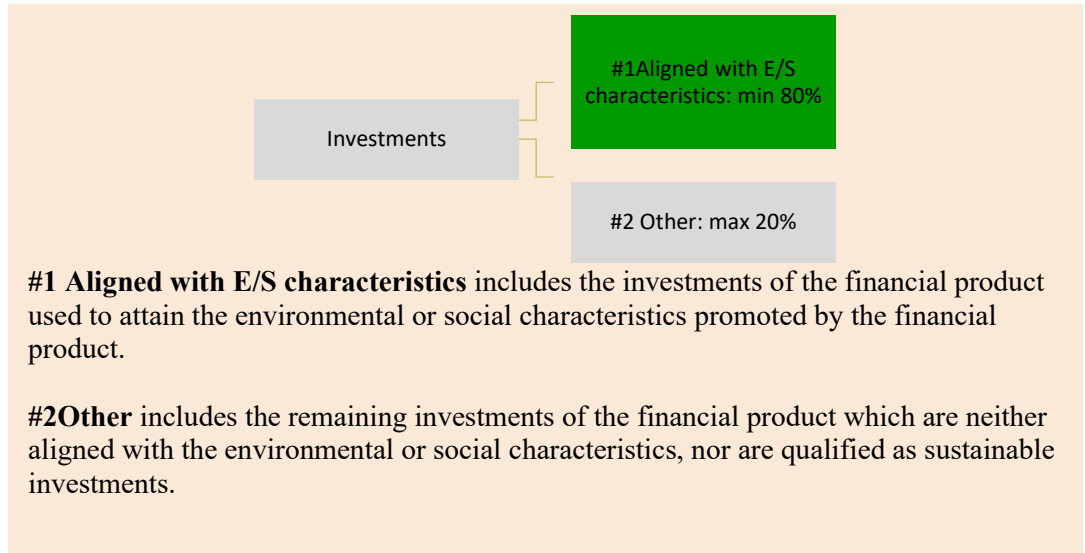 #1Aligned with E/S
characteristics: min 80%
Investments
#2 Other: max 20%
#1 Aligned with E/S characteristics includes the investments of the financial product
used to attain the environmental or social characteristics promoted by the financial
product.
#2Other includes the remaining investments of the financial product which are neither
aligned with the environmental or social characteristics, nor are qualified as sustainable
investments.